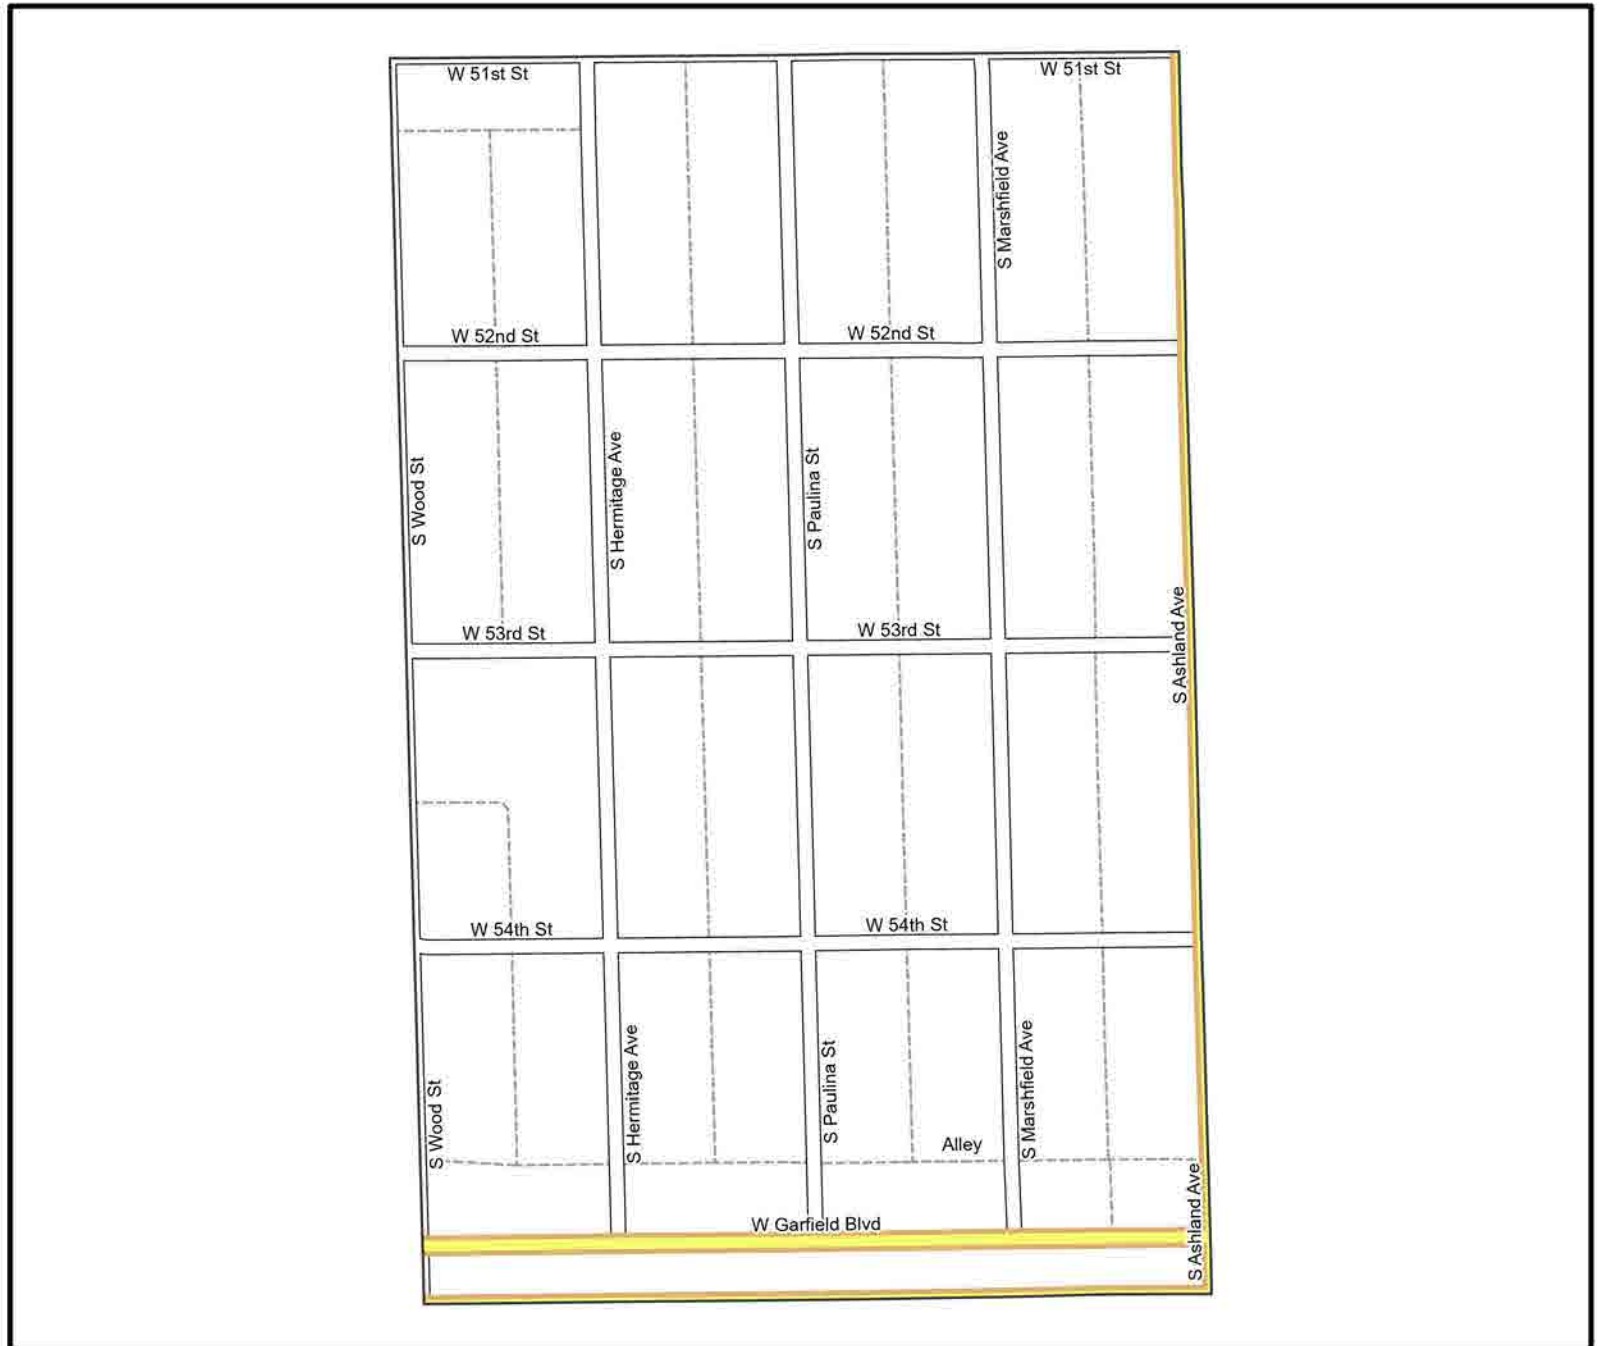 W 51st St
W 51st St
S Marshfield Ave
W 52nd St
W 52nd St
S Wood St
S Hermitage Ave
S Paulina St
S Ashland Ave
W 53rd St
W 53rd St
W 54th St
W 54th St
S Wood St
S Hermitage Ave
S Paulina St
S Marshfield Ave
Alley
S Ashland Ave
W Garfield Blvd